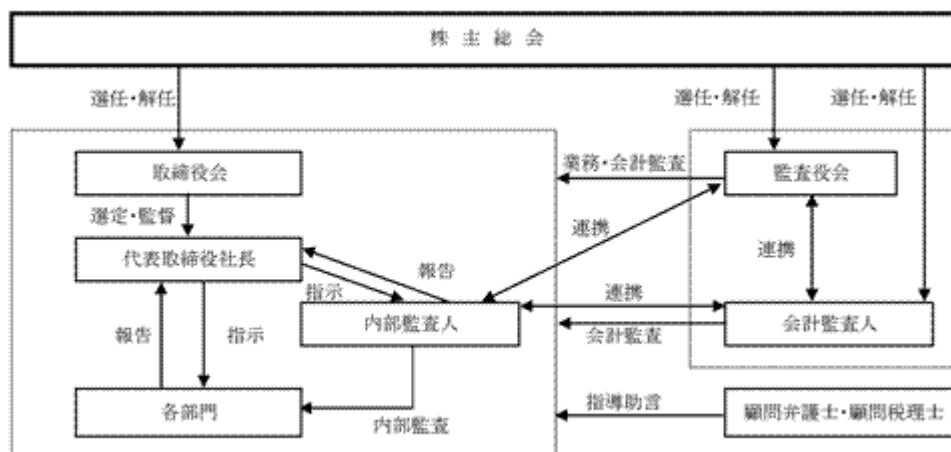 株主総会
選任・解任
選任・解任
選任・解任
取締役会
業務・会計監査
監査役会
選定・監督
連携
代表取締役社長
報告
連携
指示
連携
内部監査人
会計監査人
報告
指示
会計監査
各部門
内部監査
指導助言
顧問弁護士・顧問税理士